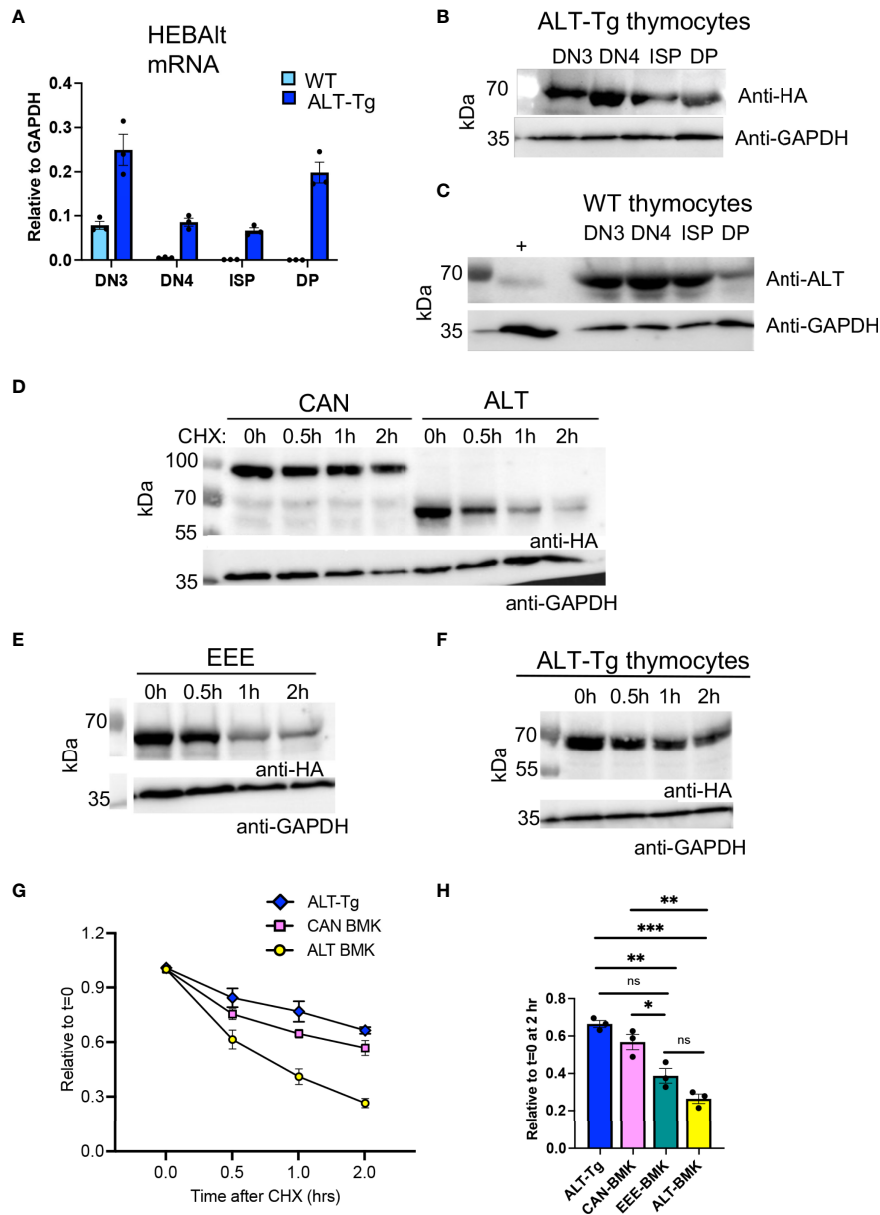 A
HEBAlt
mRNA
WT
ALT-Tg
Relative to GAPDH
0.4
0.3
0.2
0.1
0.0
DN3 DN4 ISP DP
B
ALT-Tg thymocytes
DN3 DN4 ISP DP
kDa
70
Anti-HA
35
Anti-GAPDH
C
WT thymocytes
+ DN3 DN4 ISP DP
kDa
70
Anti-ALT
35
Anti-GAPDH
D
CAN ALT
CHX: 0h 0.5h 1h 2h 0h 0.5h 1h 2h
kDa
100
70
55
anti-HA
35
anti-GAPDH
E
EEE
0h 0.5h 1h 2h
kDa
70
anti-HA
35
anti-GAPDH
F
ALT-Tg thymocytes
0h 0.5h 1h 2h
kDa
70
55
anti-HA
35
anti-GAPDH
G
ALT-Tg
CAN BMK
ALT BMK
Relative to t=0
1.2
0.9
0.6
0.3
0.0
0.0 0.5 1.0 2.0
Time after CHX (hrs)
H
**
***
**
ns
*
ns
Relative to t=0 at 2 hr
0.8
0.6
0.4
0.2
0.0
ALT-Tg
CAN-BMK
EEE-BMK
ALT-BMK